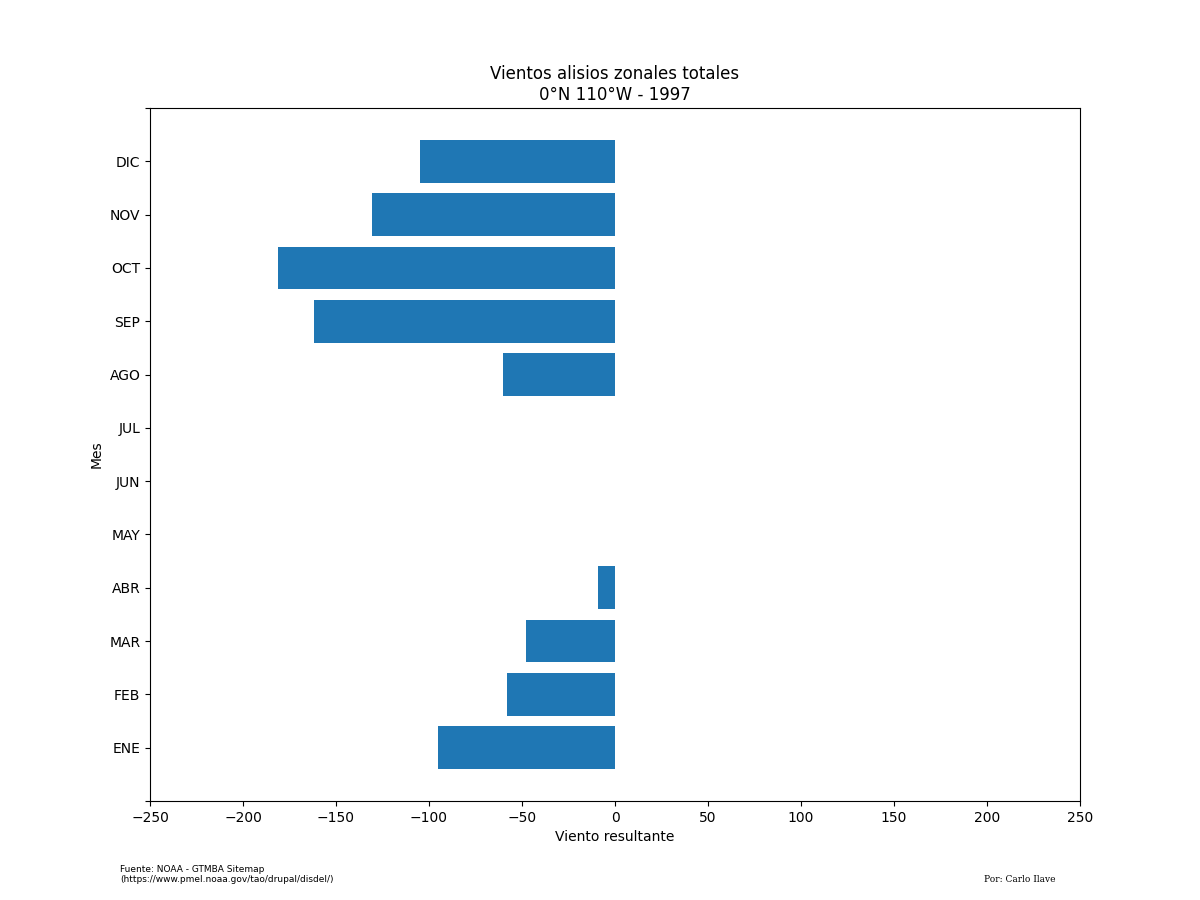 Vientos alisios zonales totales
0°N 110°W - 1997
DIC
NOV
OCT
SEP
AGO
JUL
JUN
MAY
ABR
MAR
FEB
ENE
Mes
−250 −200 −150 −100 −50 0 50 100 150 200 250
Viento resultante
Fuente: NOAA - GTMBA Sitemap
(https://www.pmel.noaa.gov/tao/drupal/disdel/)
Por: Carlo Ilave